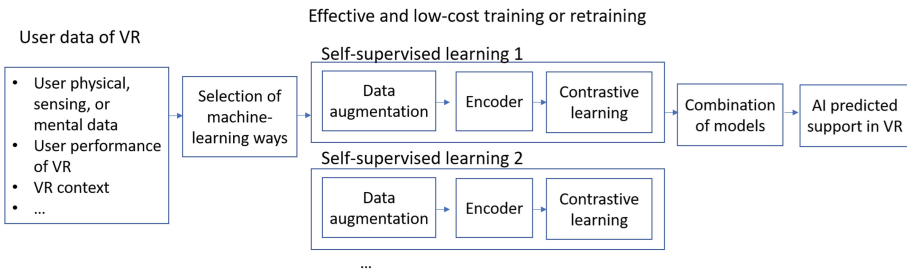 Effective and low-cost training or retraining
User data of VR
• User physical,
sensing, or
mental data
• User performance
of VR
• VR context
• ...
Selection of
machine-
learning ways
Self-supervised learning 1
Data
augmentation
Encoder
Contrastive
learning
Self-supervised learning 2
Data
augmentation
Encoder
Contrastive
learning
...
Combination
of models
AI predicted
support in VR